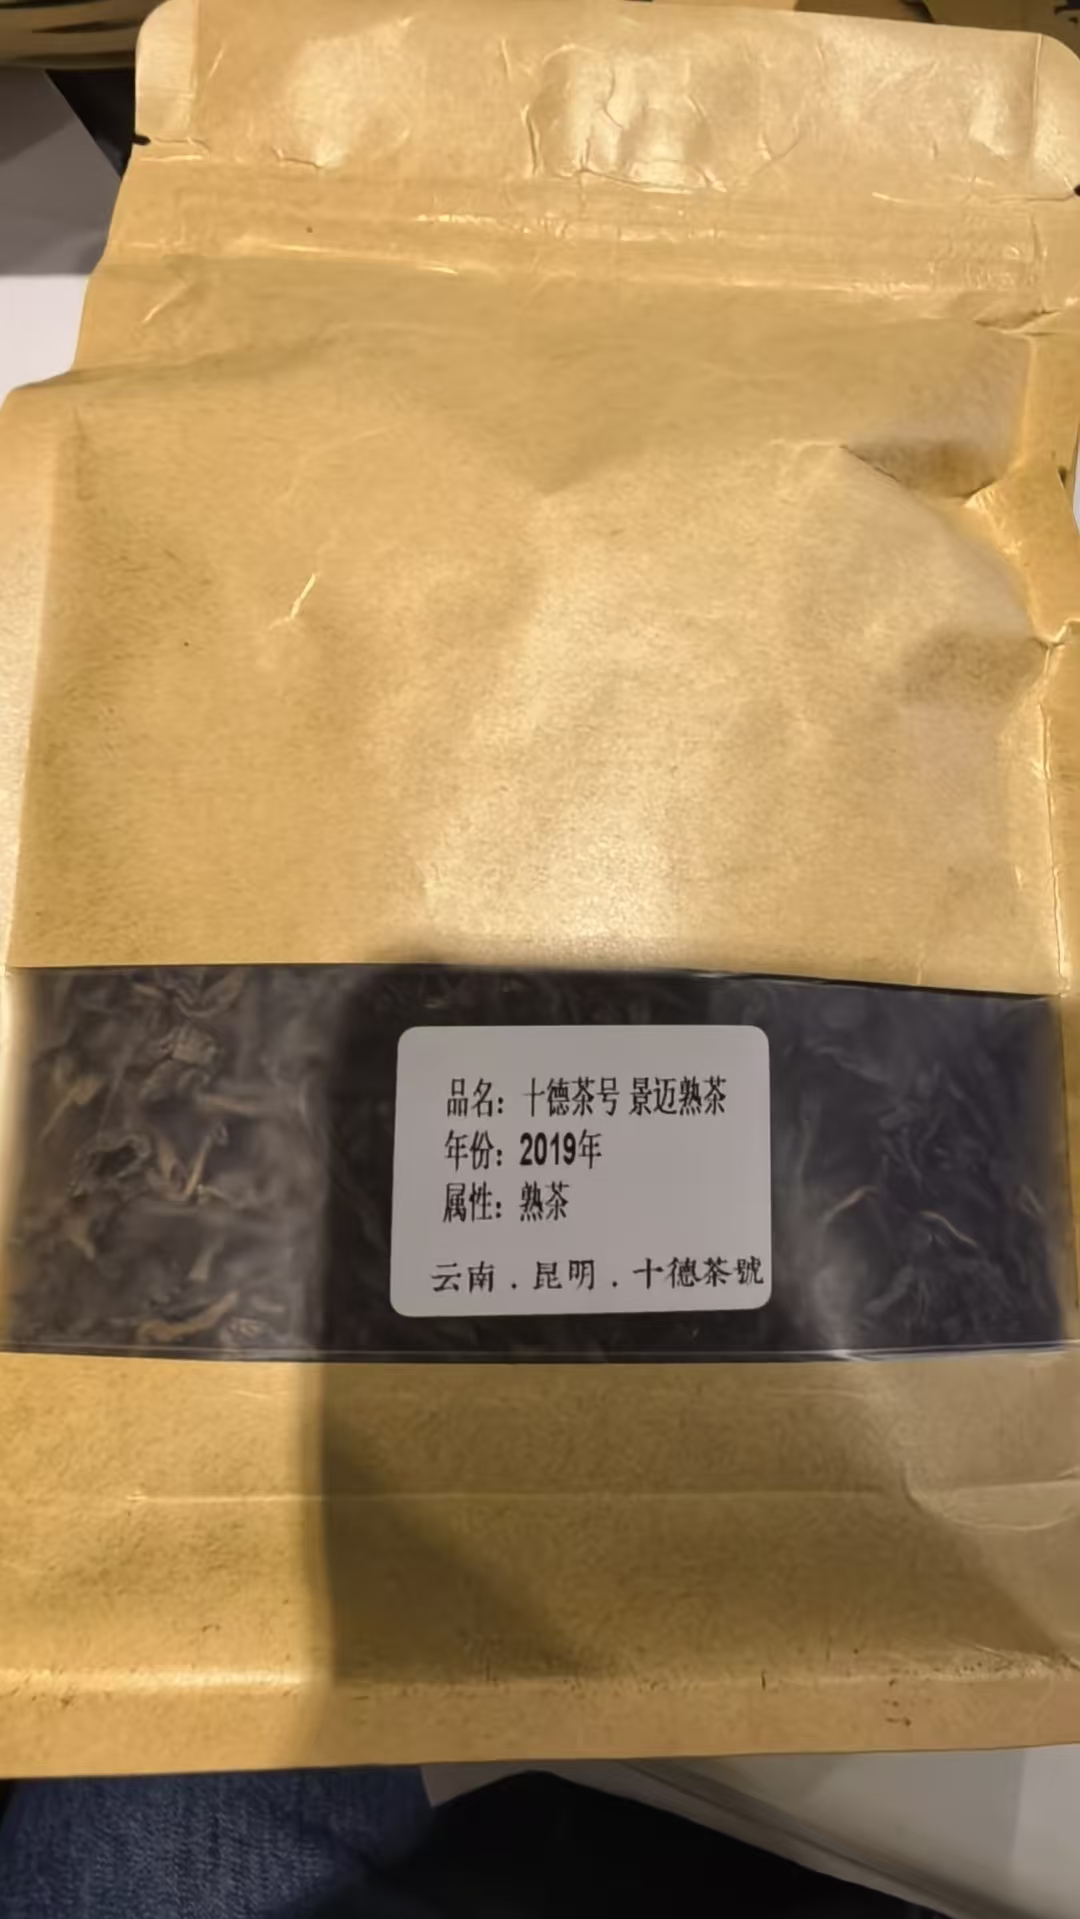 品名：十德茶号 景迈熟茶
年份：2019年
属性：熟茶
云南．昆明．十德茶號